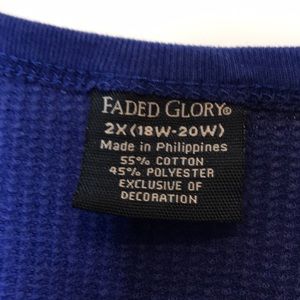 FADED GLORY®
2X (18W-20W)
Made in Philippines
55% COTTON
45% POLYESTER
EXCLUSIVE OF
DECORATION